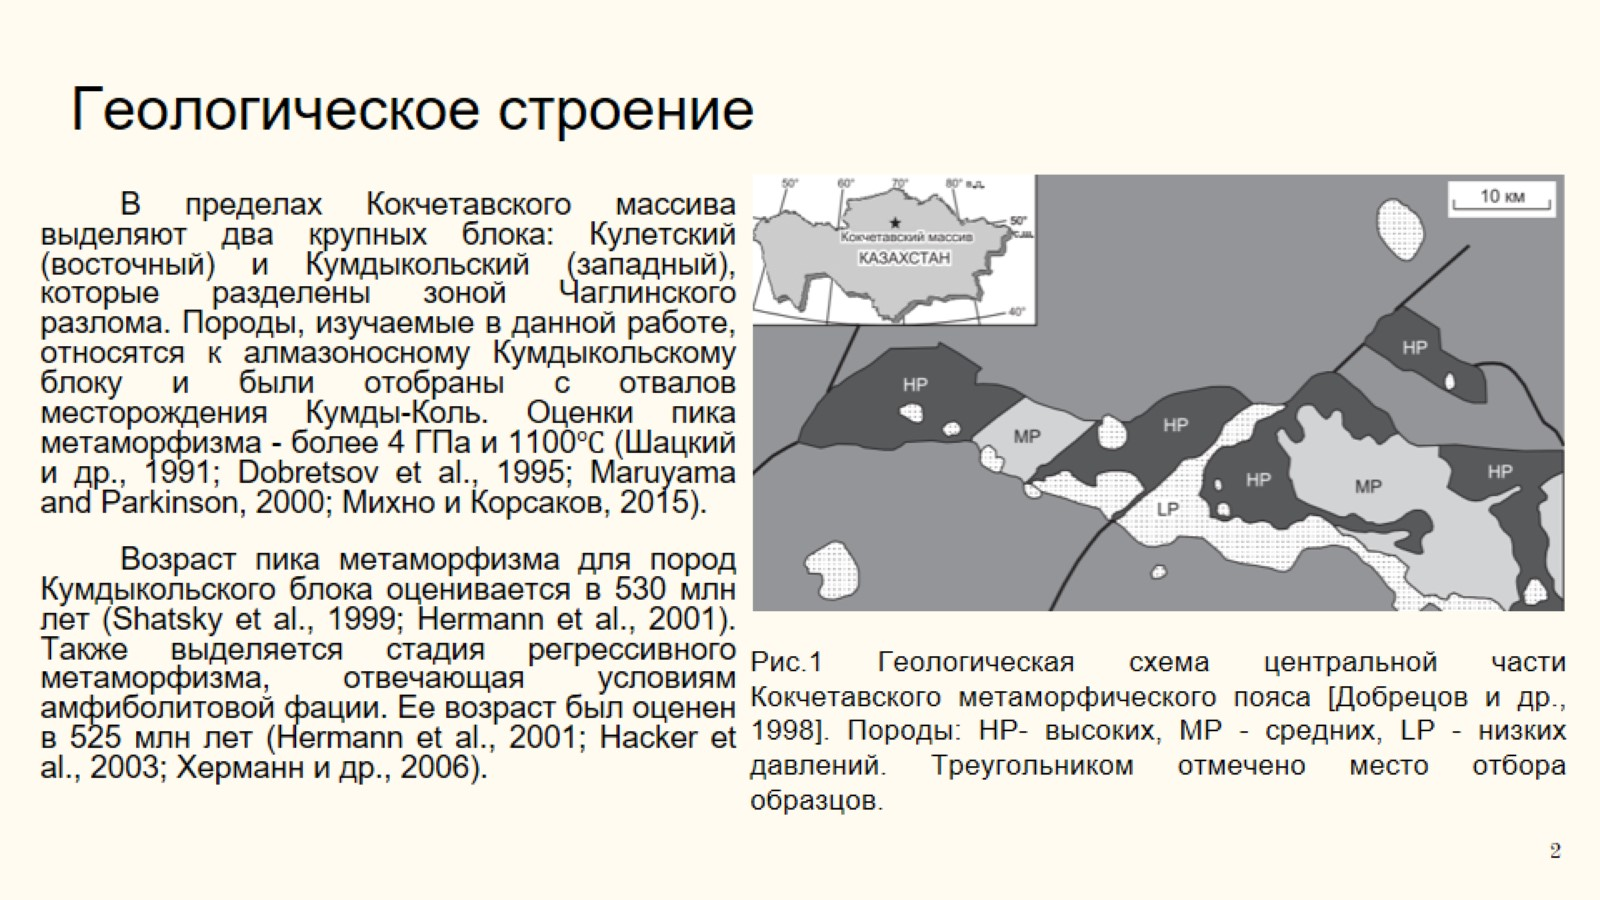 Геологическое строение
В пределах Кокчетавского массива
выделяют два крупных блока: Кулетский
(восточный) и Кумдыкольский (западный),
которые разделены зоной Чаглинского
разлома. Породы, изучаемые в данной работе,
относятся к алмазоносному Кумдыкольскому
блоку и были отобраны с отвалов
месторождения Кумды-Коль. Оценки пика
метаморфизма - более 4 ГПа и 1100°С (Шацкий
и др., 1991; Dobretsov et al., 1995; Maruyama
and Parkinson, 2000; Михно и Корсаков, 2015).
Возраст пика метаморфизма для пород
Кумдыкольского блока оценивается в 530 млн
лет (Shatsky et al., 1999; Hermann et al., 2001).
Также выделяется стадия регрессивного
метаморфизма, отвечающая условиям
амфиболитовой фации. Ее возраст был оценен
в 525 млн лет (Hermann et al., 2001; Hacker et
al., 2003; Херманн и др., 2006).
50° 60° 70° 80° в.д.
50°
с.ш.
Кокчетавский массив
КАЗАХСТАН
40°
10 км
HP
HP
MP
HP
HP
MP
HP
LP
Рис.1 Геологическая схема центральной части
Кокчетавского метаморфического пояса [Добрецов и др.,
1998]. Породы: HP- высоких, MP - средних, LP - низких
давлений. Треугольником отмечено место отбора
образцов.
2